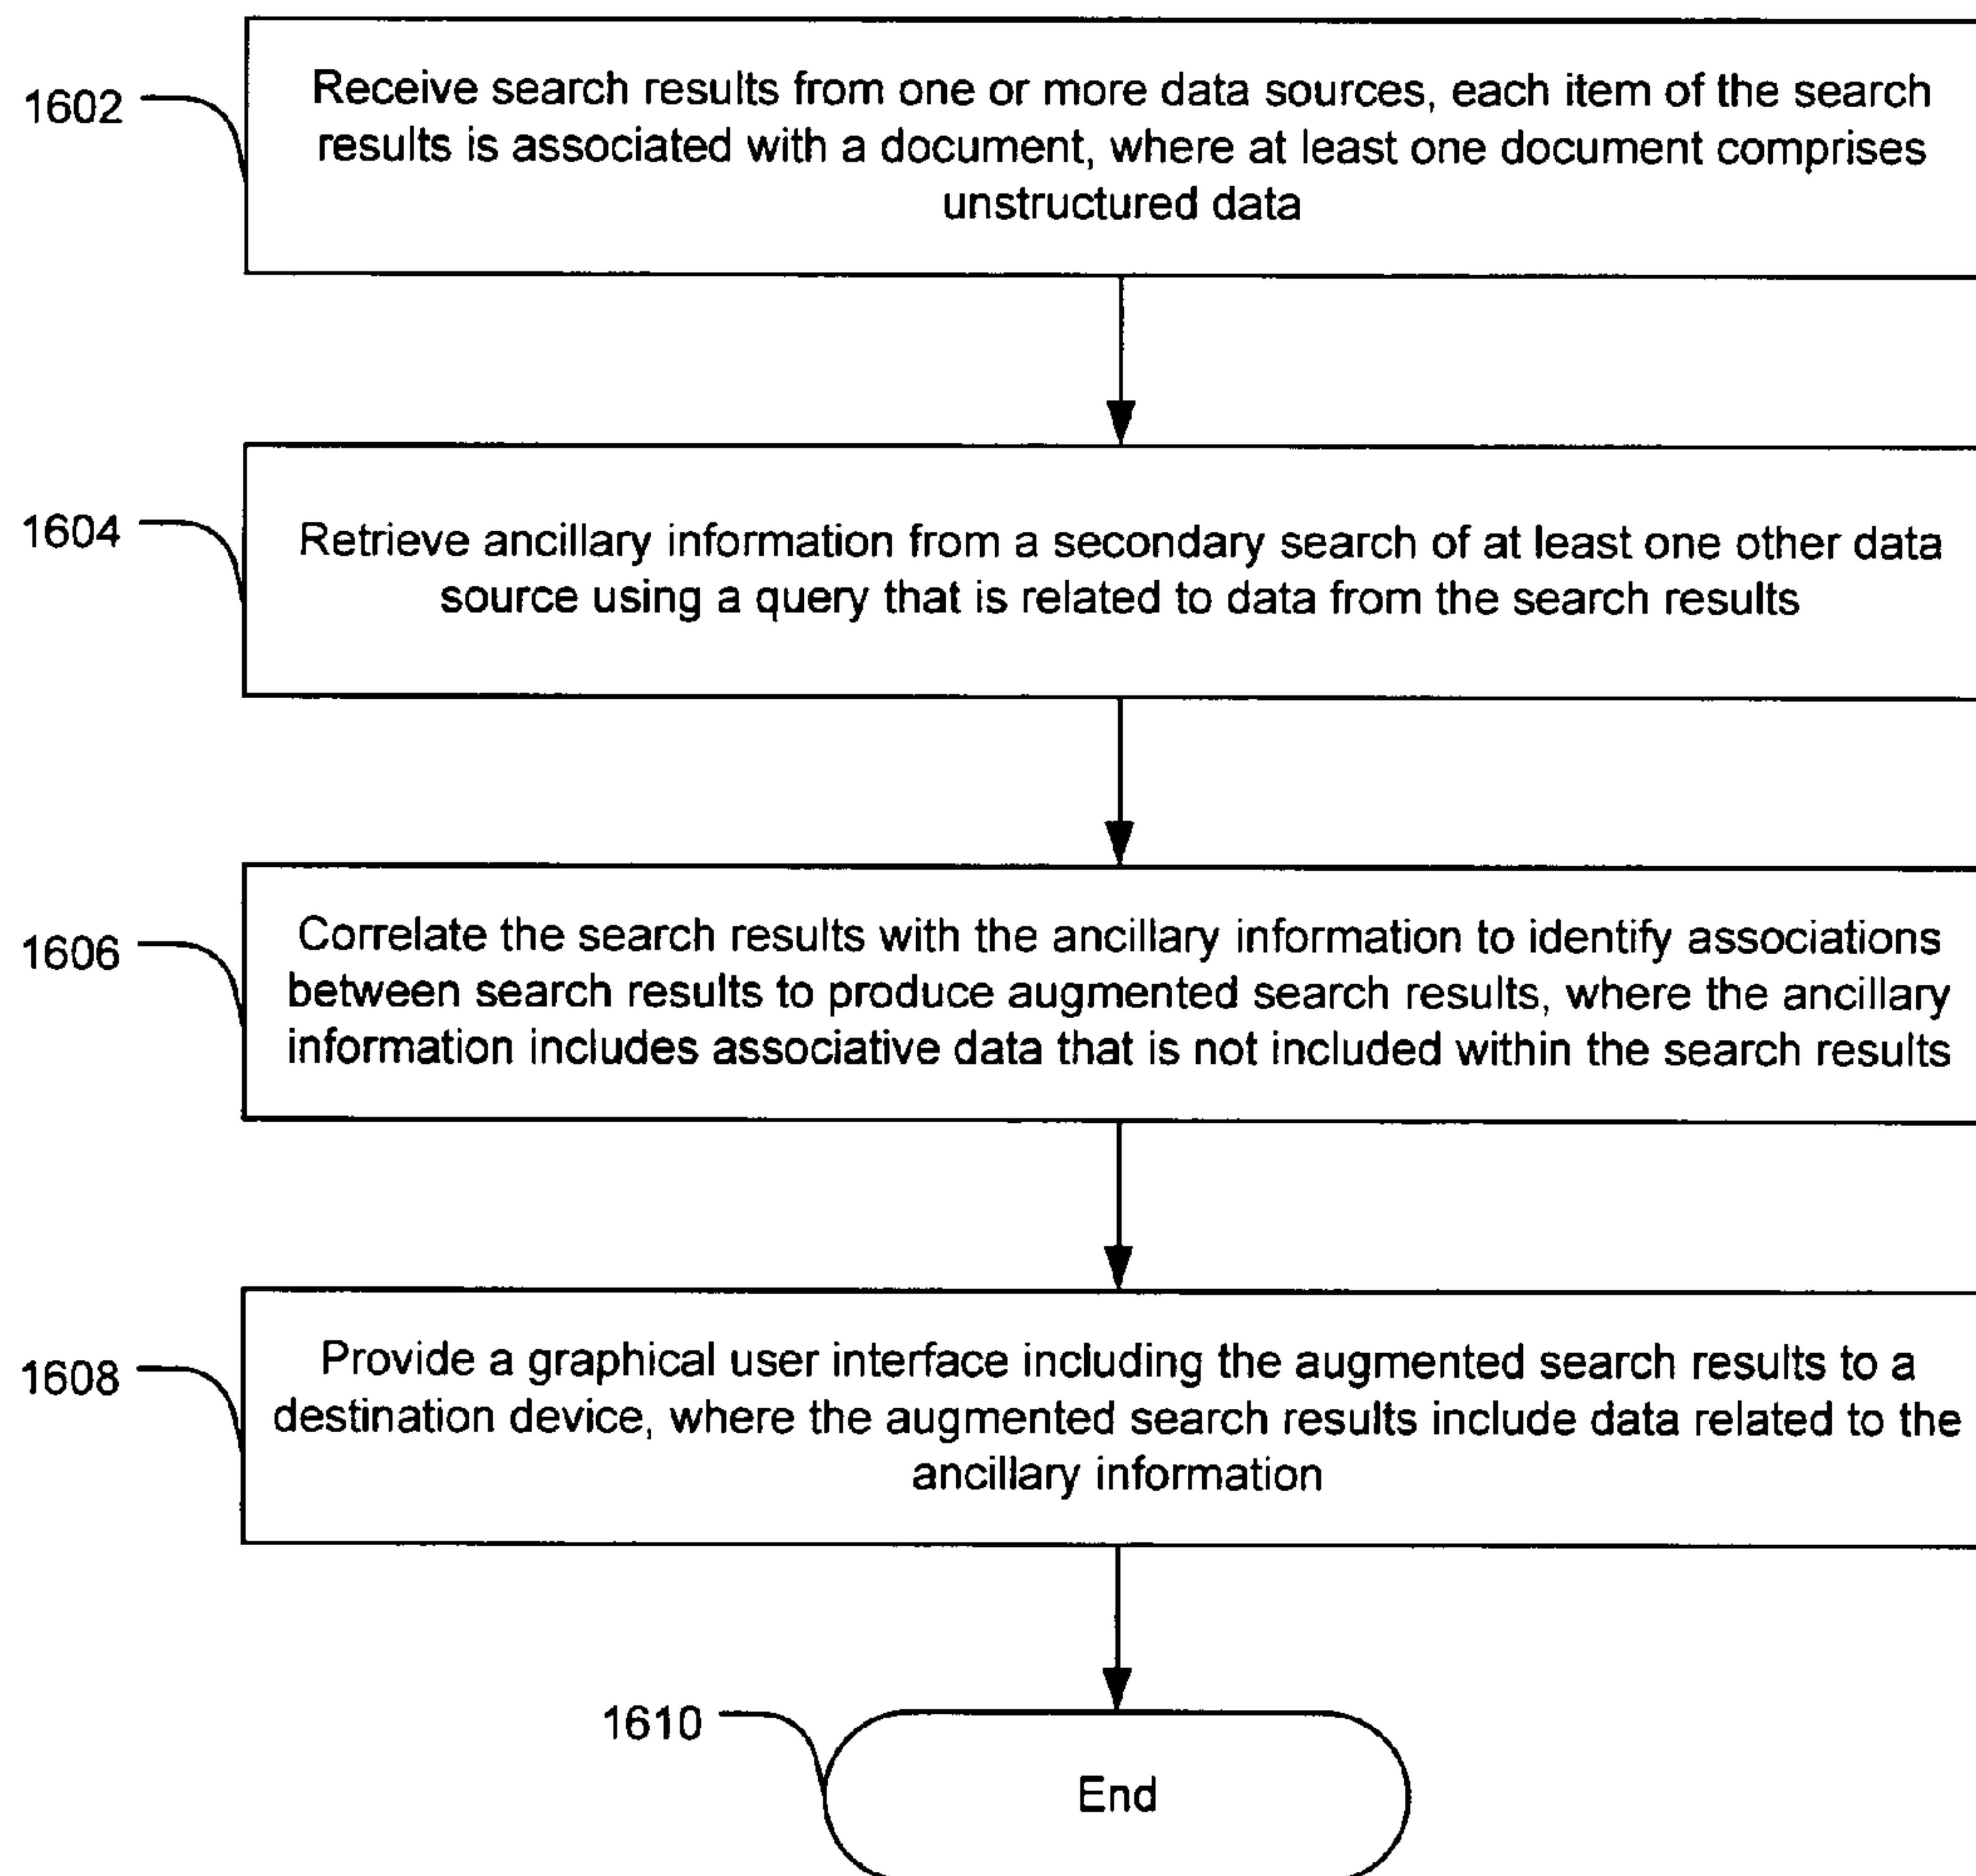 1602
Receive search results from one or more data sources, each item of the search
results is associated with a document, where at least one document comprises
unstructured data
1604
Retrieve ancillary information from a secondary search of at least one other data
source using a query that is related to data from the search results
1606
Correlate the search results with the ancillary information to identify associations
between search results to produce augmented search results, where the ancillary
information includes associative data that is not included within the search results
1608
Provide a graphical user interface including the augmented search results to a
destination device, where the augmented search results include data related to the
ancillary information
1610
End